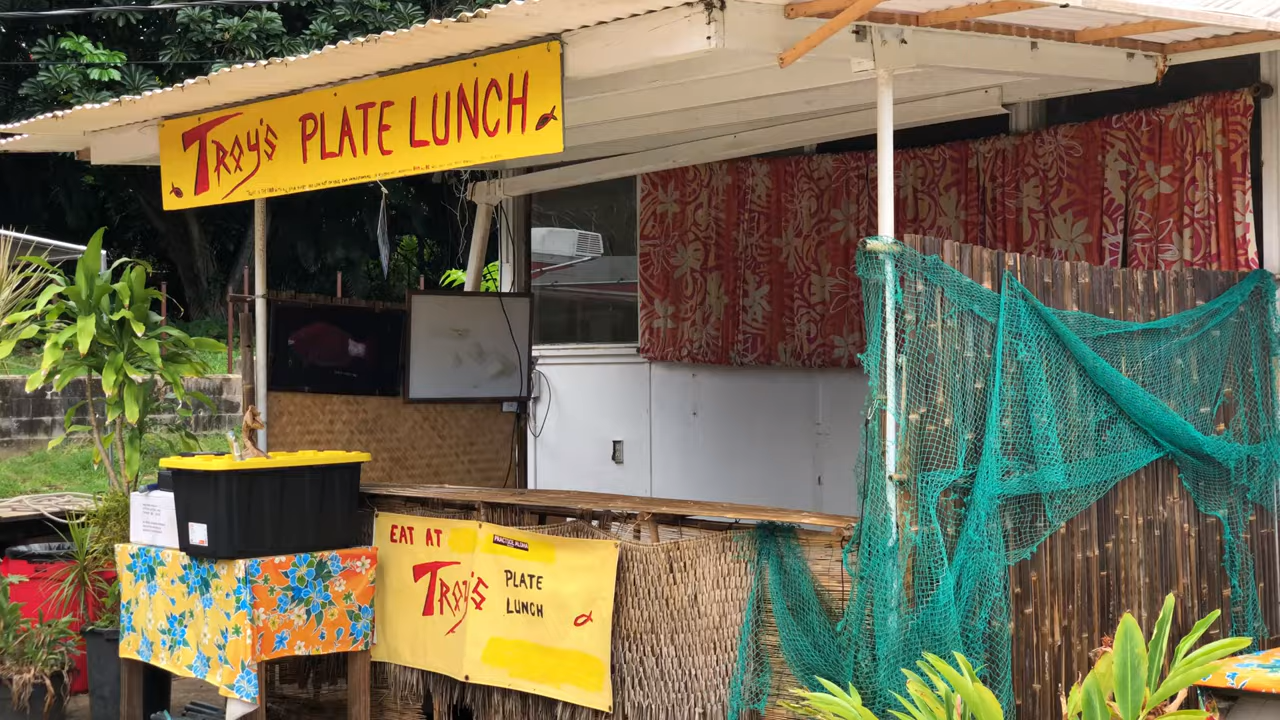 Troy's PLATE LUNCH
EAT AT
PRACTICE ALOHA
Troy's PLATE
LUNCH